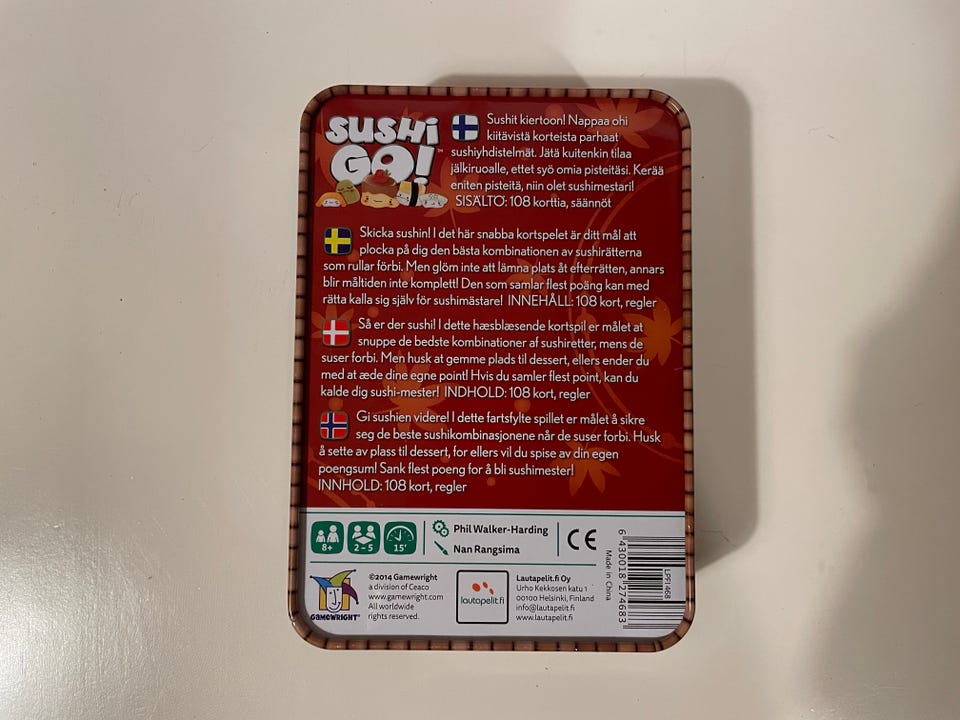 SUSHI
GO!™
Sushit kiertoon! Nappaa ohi
kiitävistä korteista parhaat
sushiyhdistelmät. Jätä kuitenkin tilaa
jälkiruoalle, ettet syö omia pisteitäsi. Kerää
eniten pisteitä, niin olet sushimestari!
SISÄLTÖ: 108 korttia, säännöt
Skicka sushin! I det här snabba kortspelet är ditt mål att
plocka på dig den bästa kombinationen av sushirätterna
som rullar förbi. Men glöm inte att lämna plats åt efterrätten, annars
blir måltiden inte komplett! Den som samlar flest poäng kan med
rätta kalla sig själv för sushimästare! INNEHÅLL: 108 kort, regler
Så er der sushi! I dette hæsblæsende kortspil er målet at
snuppe de bedste kombinationer af sushiretter, mens de
suser forbi. Men husk at gemme plads til dessert, ellers ender du
med at æde dine egne point! Hvis du samler flest point, kan du
kalde dig sushi-mester! INDHOLD: 108 kort, regler
Gi sushien videre! I dette fartsfylte spillet er målet å sikre
seg de beste sushikombinasjonene når de suser forbi. Husk
å sette av plass til dessert, for ellers vil du spise av din egen
poengsum! Sank flest poeng for å bli sushimester!
INNHOLD: 108 kort, regler
8+
2-5
15'
Phil Walker-Harding
Nan Rangsima
CE
Made in China
6 430018 274683
LPFI 468
GAMEWRIGHT®
©2014 Gamewright
a division of Ceaco
www.gamewright.com
All worldwide
rights reserved.
lautapelit.fi
Lautapelit.fi Oy
Urho Kekkosen katu 1
00100 Helsinki, Finland
info@lautapelit.fi
www.lautapelit.fi